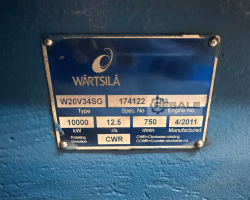 WÄRTSILÄ
W20V34SG 174122
Type Spec. No Engine No
10000 12.5 750 4/2011
kW r/s r/min Manufactured
Rotating Direction CWR CWR=Clockwise rotating
CCWR=Counter-clockwise rot.